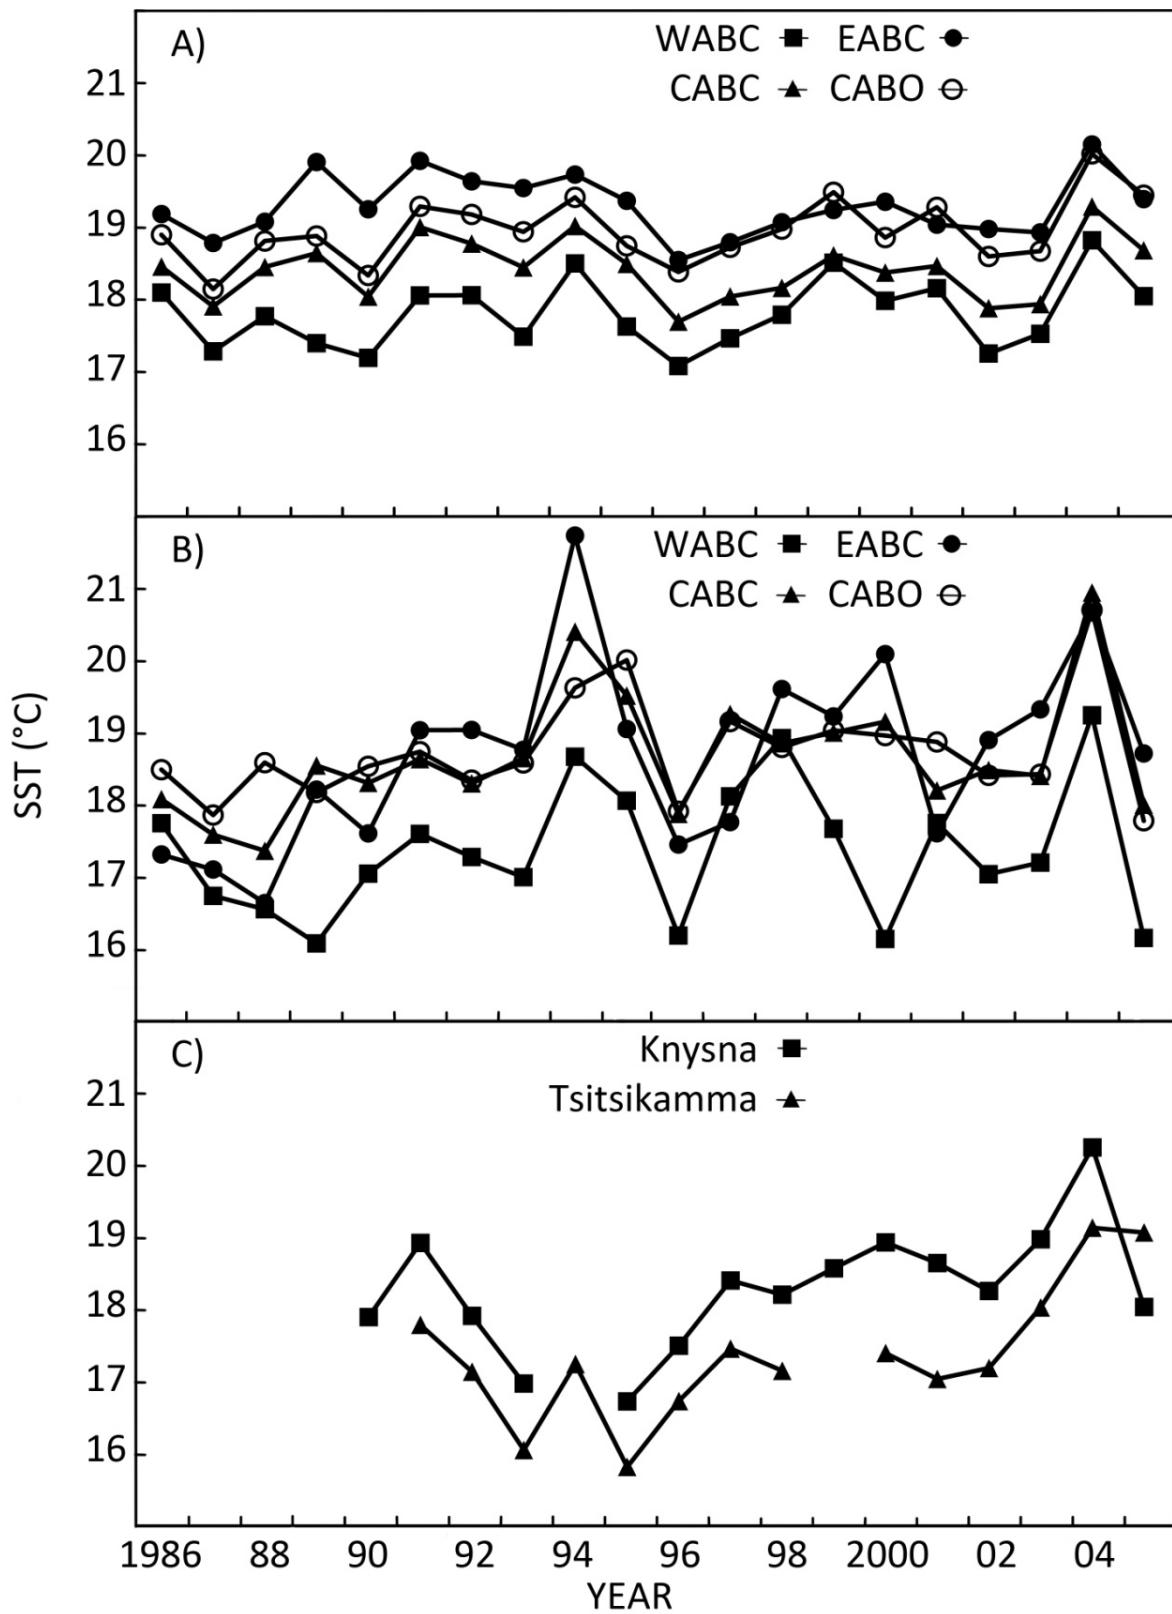 A)
WABC EABC
CABC CABO
21
20
19
18
17
16
B)
WABC EABC
CABC CABO
21
20
19
18
17
16
SST (°C)
C)
Knysna
Tsitsikamma
21
20
19
18
17
16
1986 88 90 92 94 96 98 2000 02 04
YEAR